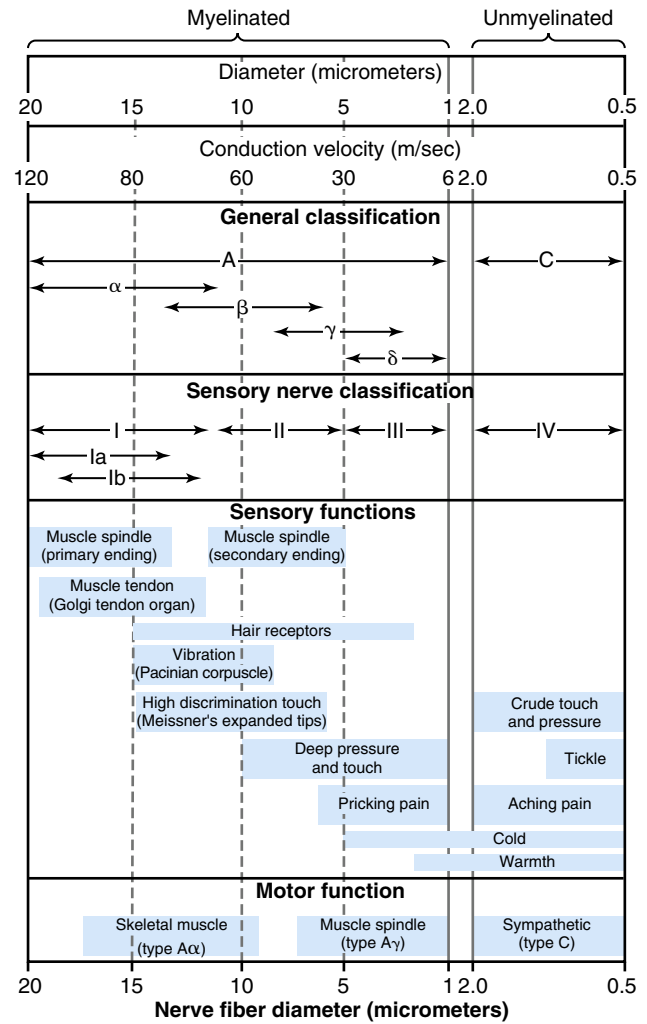 Myelinated Unmyelinated
Diameter (micrometers)
20 15 10 5 1 2.0 0.5
Conduction velocity (m/sec)
120 80 60 30 6 2.0 0.5
General classification
A C
α
β
γ
δ
Sensory nerve classification
I II III IV
Ia
Ib
Sensory functions
Muscle spindle
(primary ending)
Muscle spindle
(secondary ending)
Muscle tendon
(Golgi tendon organ)
Hair receptors
Vibration
(Pacinian corpuscle)
High discrimination touch
(Meissner's expanded tips)
Crude touch
and pressure
Deep pressure
and touch
Tickle
Pricking pain Aching pain
Cold
Warmth
Motor function
Skeletal muscle
(type Aα)
Muscle spindle
(type Aγ)
Sympathetic
(type C)
20 15 10 5 1 2.0 0.5
Nerve fiber diameter (micrometers)